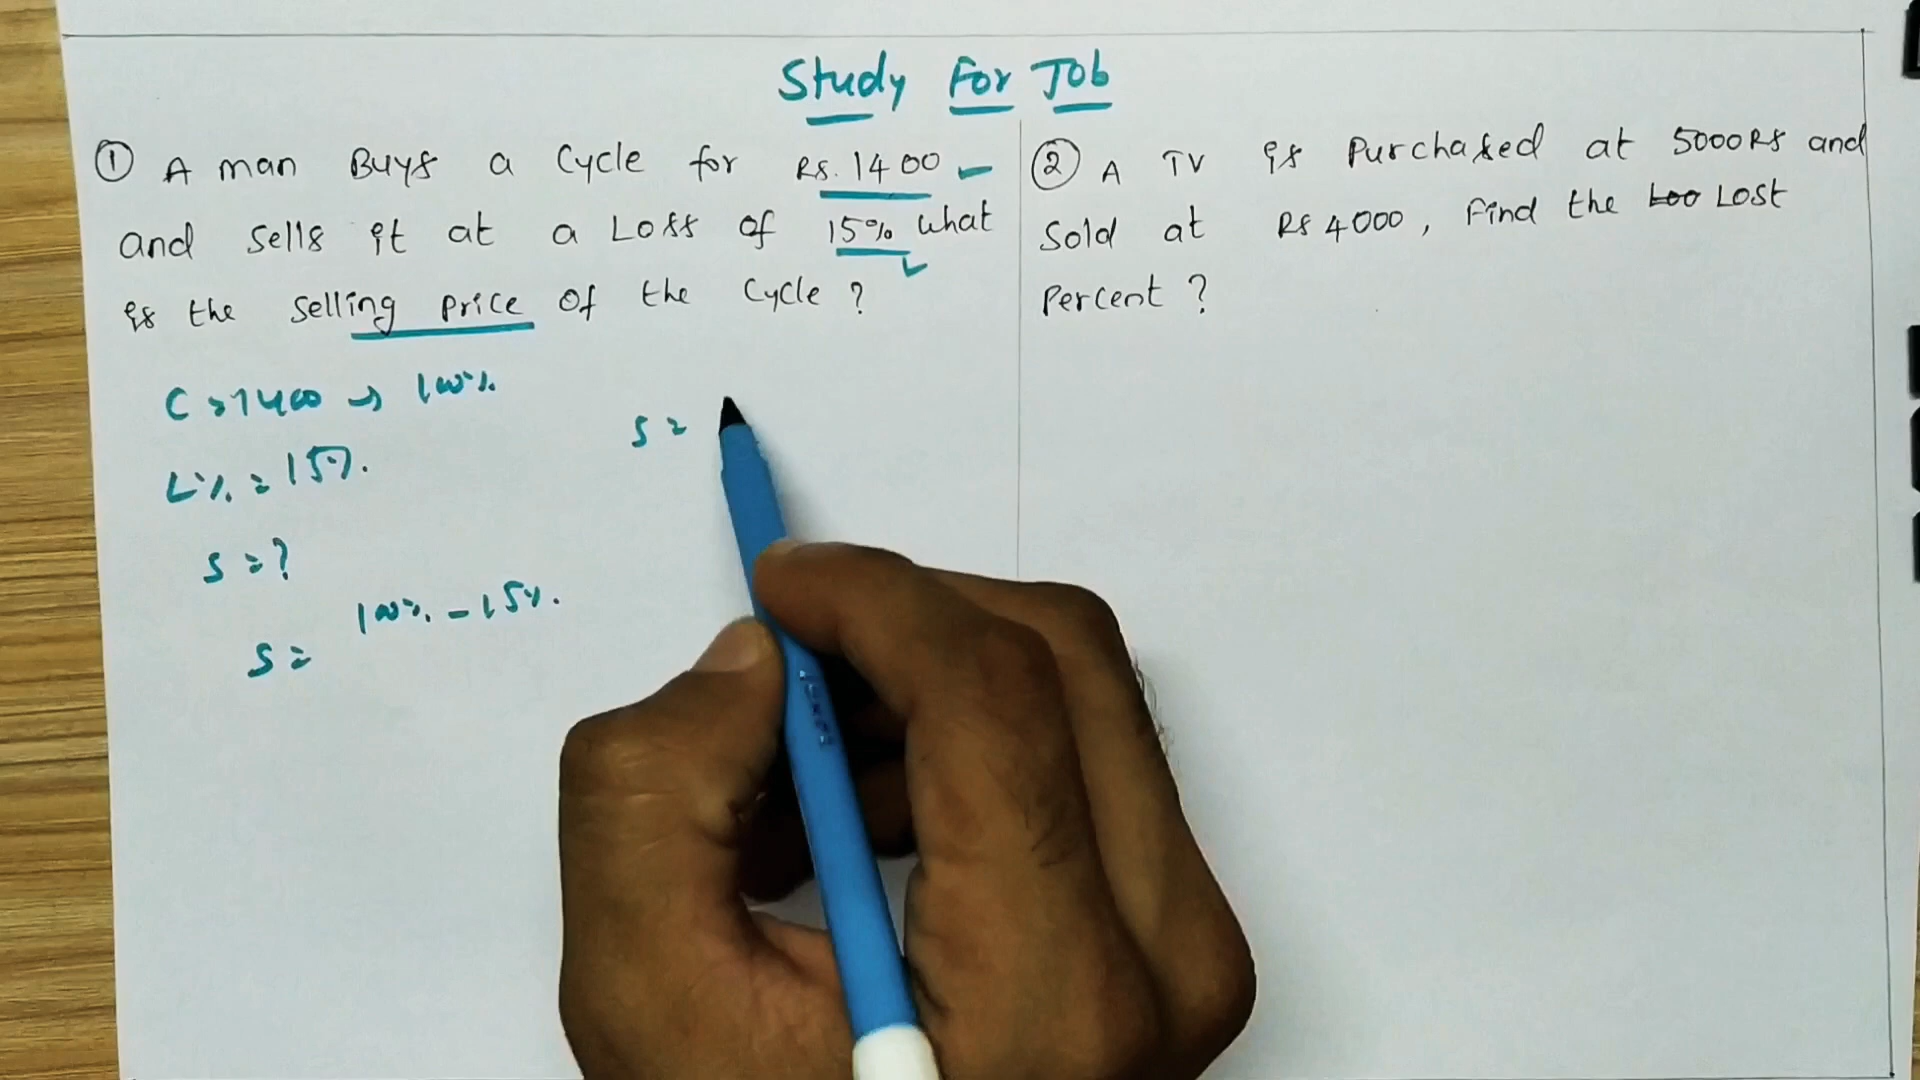 Study For Job
① A man Buys a Cycle for Rs. 1400
and sells it at a Loss of 15% what
is the selling price of the Cycle ?
C = 1400 → 100%
L% = 15%.
S = ?
100% - 15%.
S =
S =
② A TV is Purchased at 5000Rs and
Sold at Rs 4000, Find the Loo Lost
Percent ?